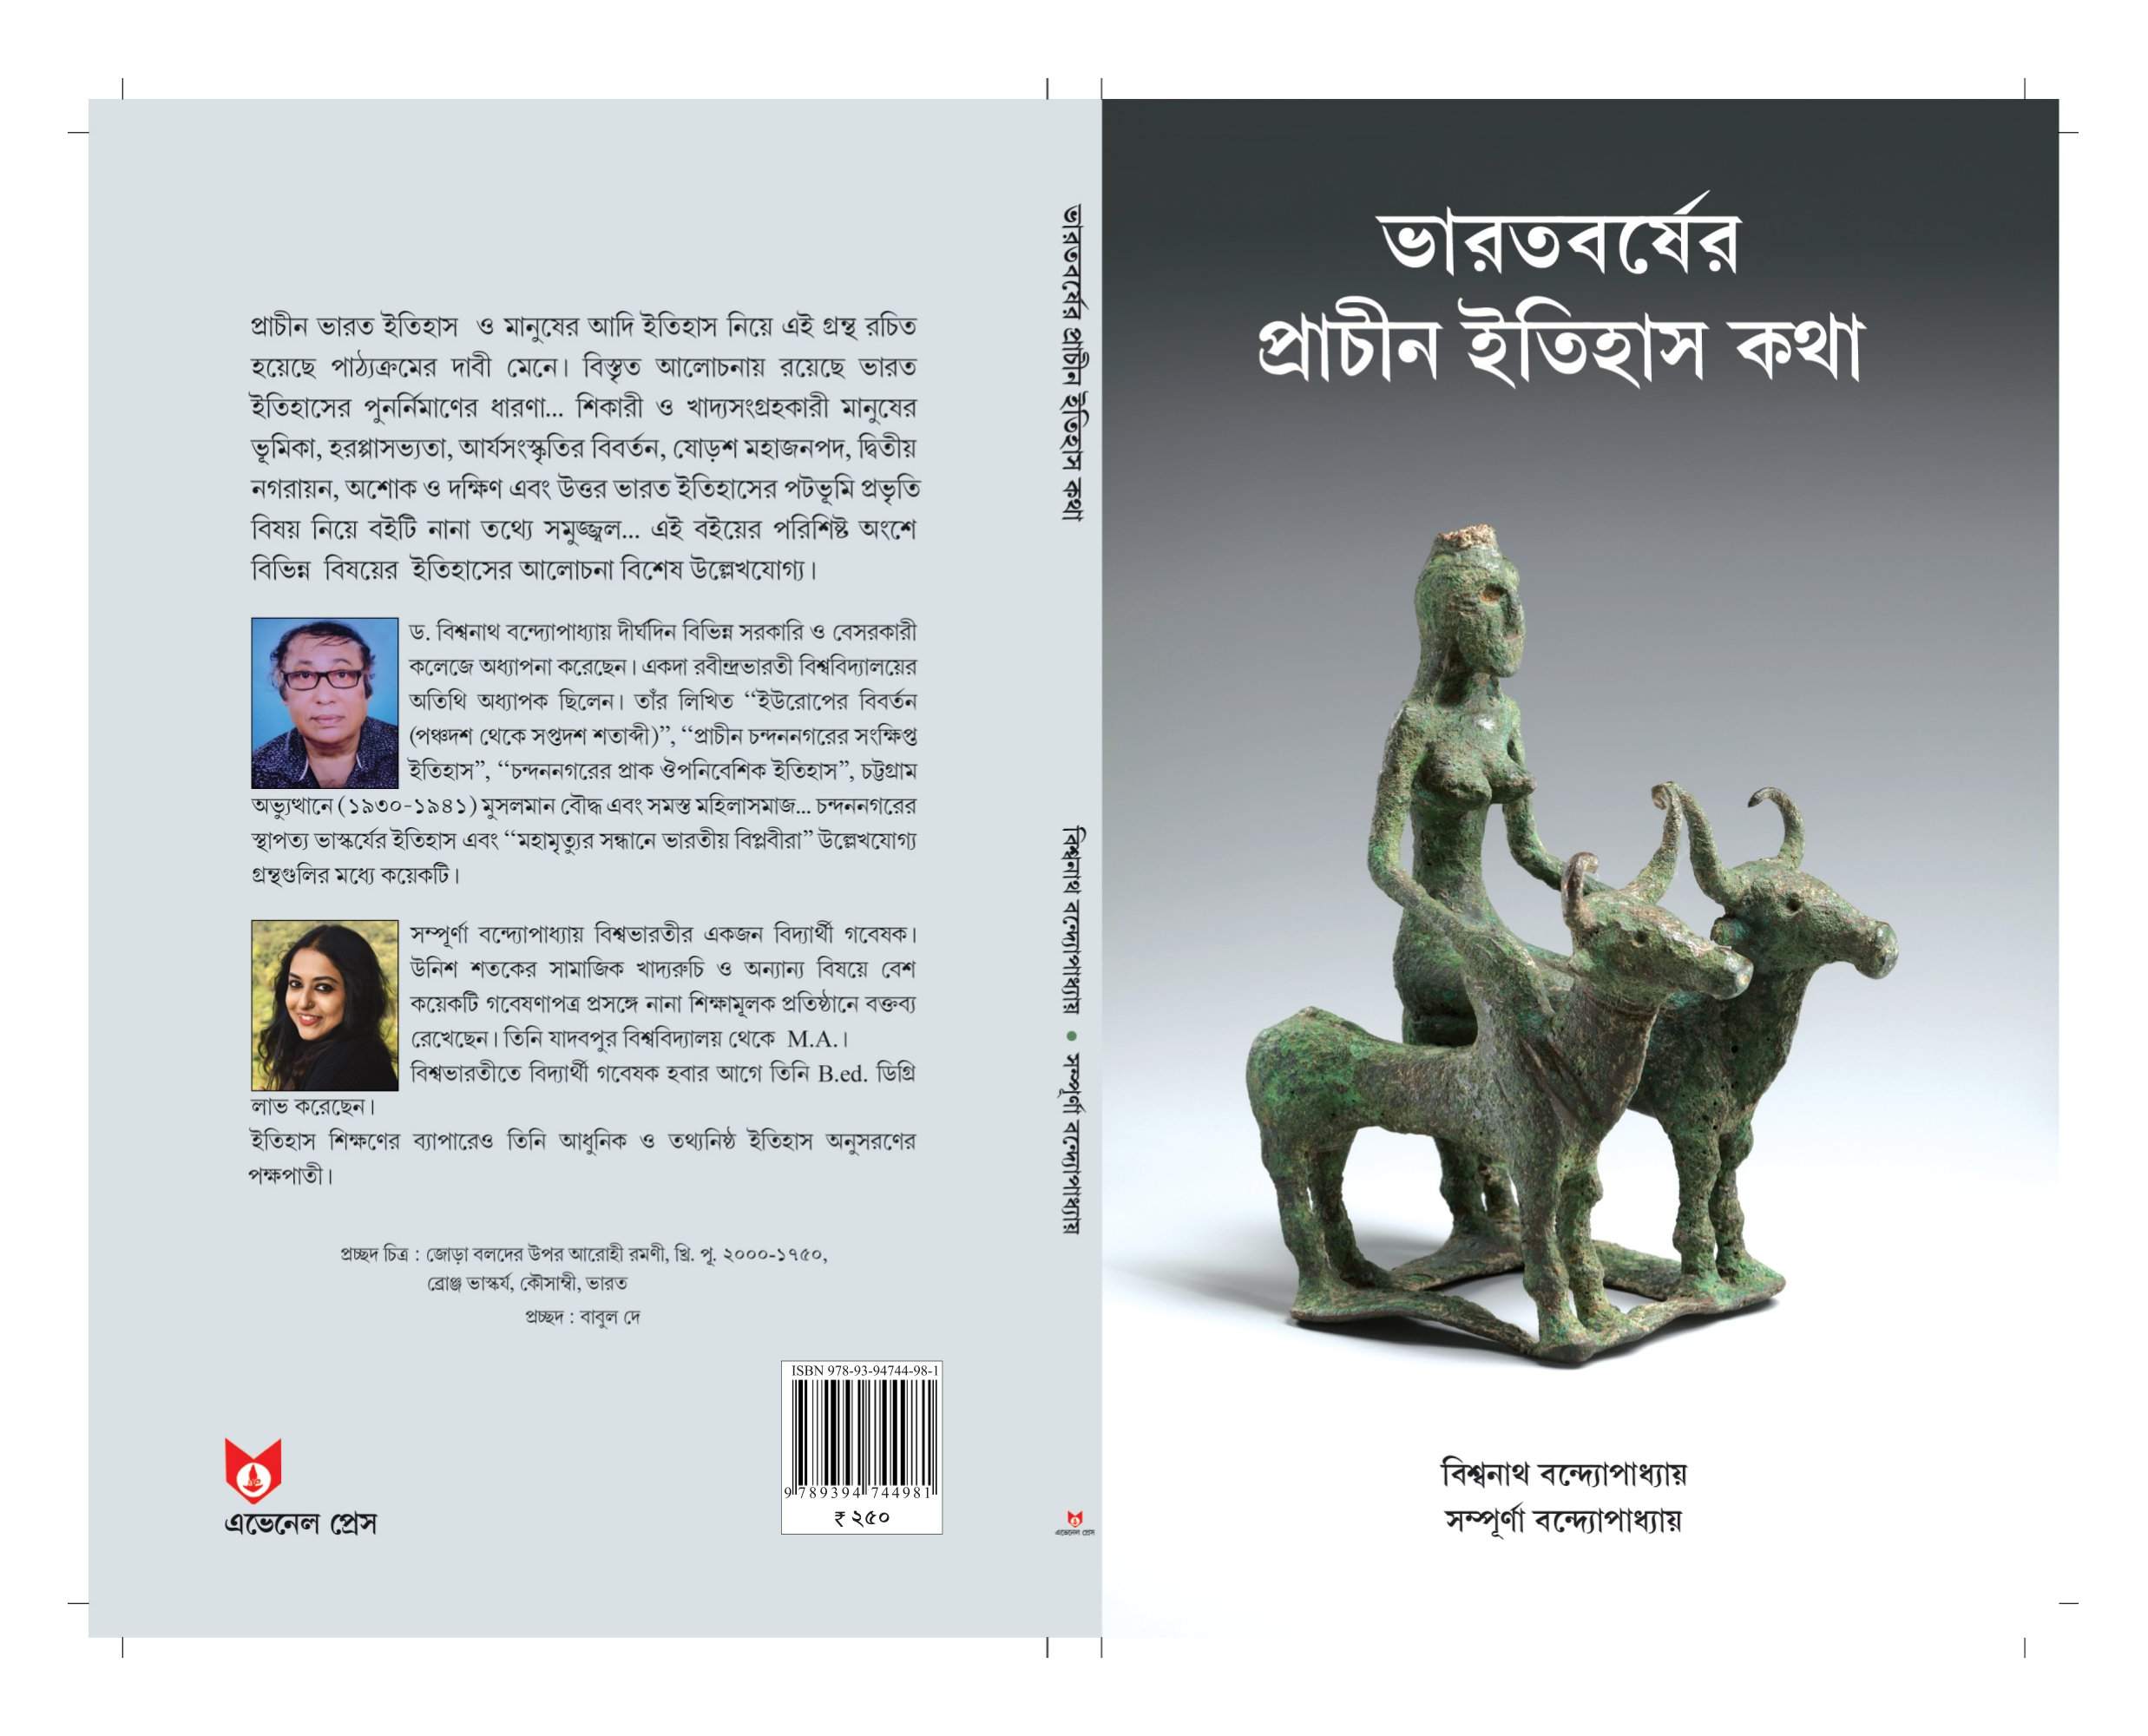 প্রাচীন ভারত ইতিহাস ও মানুষের আদি ইতিহাস নিয়ে এই গ্রন্থ রচিত
হয়েছে পাঠ্যক্রমের দাবী মেনে। বিস্তৃত আলোচনায় রয়েছে ভারত
ইতিহাসের পুনর্নিমাণের ধারণা... শিকারী ও খাদ্যসংগ্রহকারী মানুষের
ভূমিকা, হরপ্পাসভ্যতা, আর্যসংস্কৃতির বিবর্তন, যোড়শ মহাজনপদ, দ্বিতীয়
নগরায়ন, অশোক ও দক্ষিণ এবং উত্তর ভারত ইতিহাসের পটভূমি প্রভৃতি
বিষয় নিয়ে বইটি নানা তথ্যে সমুজ্জ্বল... এই বইয়ের পরিশিষ্ট অংশে
বিভিন্ন বিষয়ের ইতিহাসের আলোচনা বিশেষ উল্লেখযোগ্য।
ড. বিশ্বনাথ বন্দ্যোপাধ্যায় দীর্ঘদিন বিভিন্ন সরকারি ও বেসরকারী
কলেজে অধ্যাপনা করেছেন। একদা রবীন্দ্রভারতী বিশ্ববিদ্যালয়ের
অতিথি অধ্যাপক ছিলেন। তাঁর লিখিত “ইউরোপের বিবর্তন
(পঞ্চদশ থেকে সপ্তদশ শতাব্দী)”, “প্রাচীন চন্দননগরের সংক্ষিপ্ত
ইতিহাস”, “চন্দননগরের প্রাক ঔপনিবেশিক ইতিহাস”, চট্টগ্রাম
অভ্যুত্থানে (১৯৩০-১৯৪১) মুসলমান বৌদ্ধ এবং সমস্ত মহিলাসমাজ... চন্দননগরের
স্থাপত্য ভাস্কর্যের ইতিহাস এবং “মহামৃত্যুর সন্ধানে ভারতীয় বিপ্লবীরা” উল্লেখযোগ্য
গ্রন্থগুলির মধ্যে কয়েকটি।
সম্পূর্ণা বন্দ্যোপাধ্যায় বিশ্বভারতীর একজন বিদ্যার্থী গবেষক।
উনিশ শতকের সামাজিক খাদ্যরুচি ও অন্যান্য বিষয়ে বেশ
কয়েকটি গবেষণাপত্র প্রসঙ্গে নানা শিক্ষামূলক প্রতিষ্ঠানে বক্তব্য
রেখেছেন। তিনি যাদবপুর বিশ্ববিদ্যালয় থেকে M.A.।
বিশ্বভারতীতে বিদ্যার্থী গবেষক হবার আগে তিনি B.ed. ডিগ্রি
লাভ করেছেন।
ইতিহাস শিক্ষণের ব্যাপারেও তিনি আধুনিক ও তথ্যনিষ্ঠ ইতিহাস অনুসরণের
পক্ষপাতী।
প্রচ্ছদ চিত্র : জোড়া বলদের উপর আরোহী রমণী, খ্রি. পূ. ২০০০-১৭৫০,
ব্রোঞ্জ ভাস্কর্য, কৌসাম্বী, ভারত
প্রচ্ছদ : বাবুল দে
ISBN 978-93-94744-98-1
9 789394 744981
₹ ২৫০
এভেনেল প্রেস
ভারতবর্ষের প্রাচীন ইতিহাস কথা
বিশ্বনাথ বন্দ্যোপাধ্যায় • সম্পূর্ণা বন্দ্যোপাধ্যায়
এভেনেল প্রেস
ভারতবর্ষের
প্রাচীন ইতিহাস কথা
বিশ্বনাথ বন্দ্যোপাধ্যায়
সম্পূর্ণা বন্দ্যোপাধ্যায়